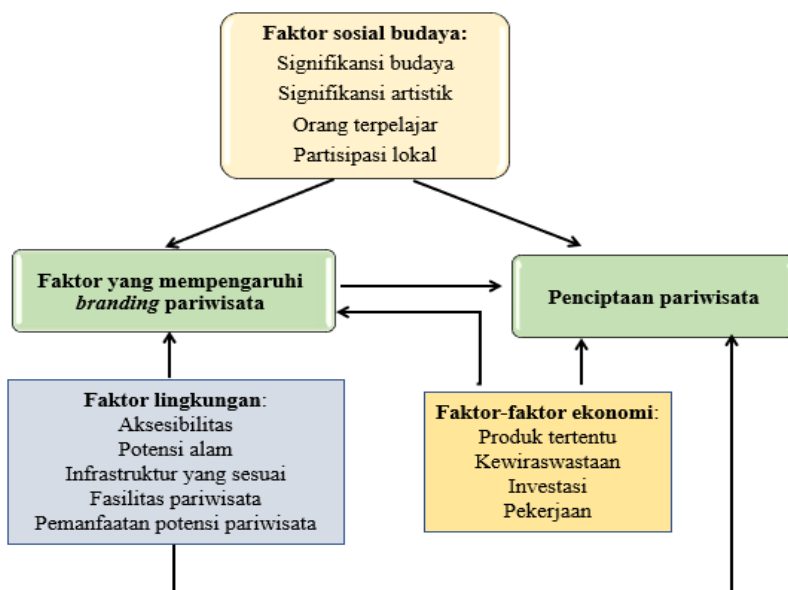 Faktor sosial budaya:
Signifikansi budaya
Signifikansi artistik
Orang terpelajar
Partisipasi lokal
Faktor yang mempengaruhi
branding pariwisata
Penciptaan pariwisata
Faktor lingkungan:
Aksesibilitas
Potensi alam
Infrastruktur yang sesuai
Fasilitas pariwisata
Pemanfaatan potensi pariwisata
Faktor-faktor ekonomi:
Produk tertentu
Kewiraswastaan
Investasi
Pekerjaan